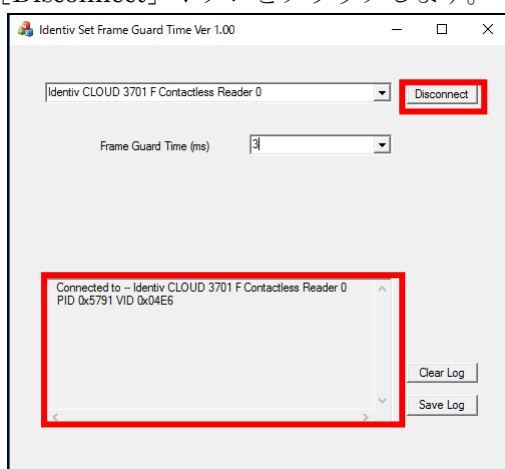 [Disconnect] ボタンをクリックします。
Identiv Set Frame Guard Time Ver 1.00
Identiv CLOUD 3701 F Contactless Reader 0
Disconnect
Frame Guard Time (ms)
3
Connected to -- Identiv CLOUD 3701 F Contactless Reader 0
PID 0x5791 VID 0x04E6
Clear Log
Save Log